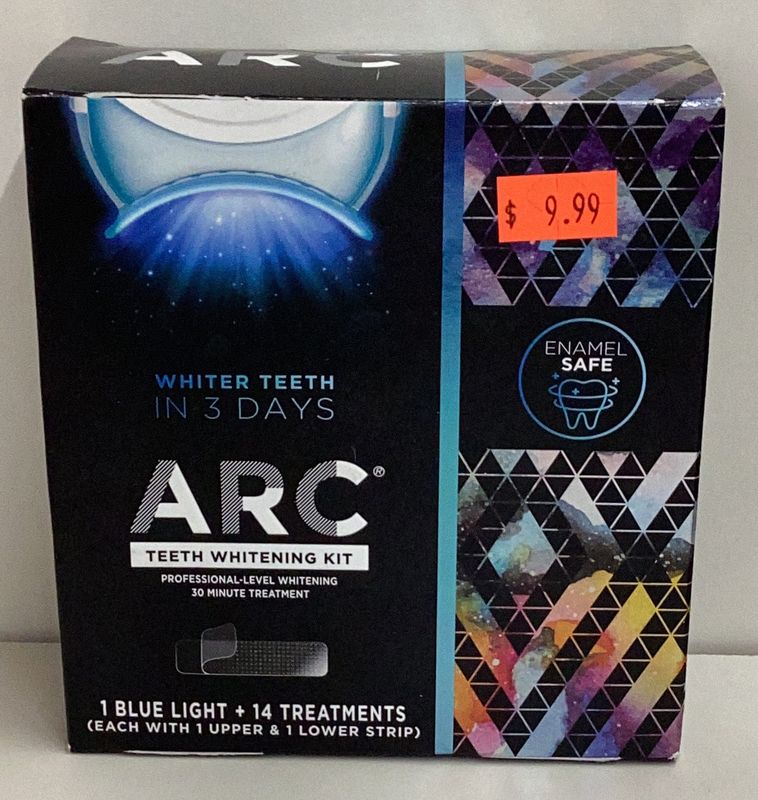 ARC
$ 9.99
ENAMEL
SAFE
WHITER TEETH
IN 3 DAYS
ARC®
TEETH WHITENING KIT
PROFESSIONAL-LEVEL WHITENING
30 MINUTE TREATMENT
1 BLUE LIGHT + 14 TREATMENTS
(EACH WITH 1 UPPER & 1 LOWER STRIP)